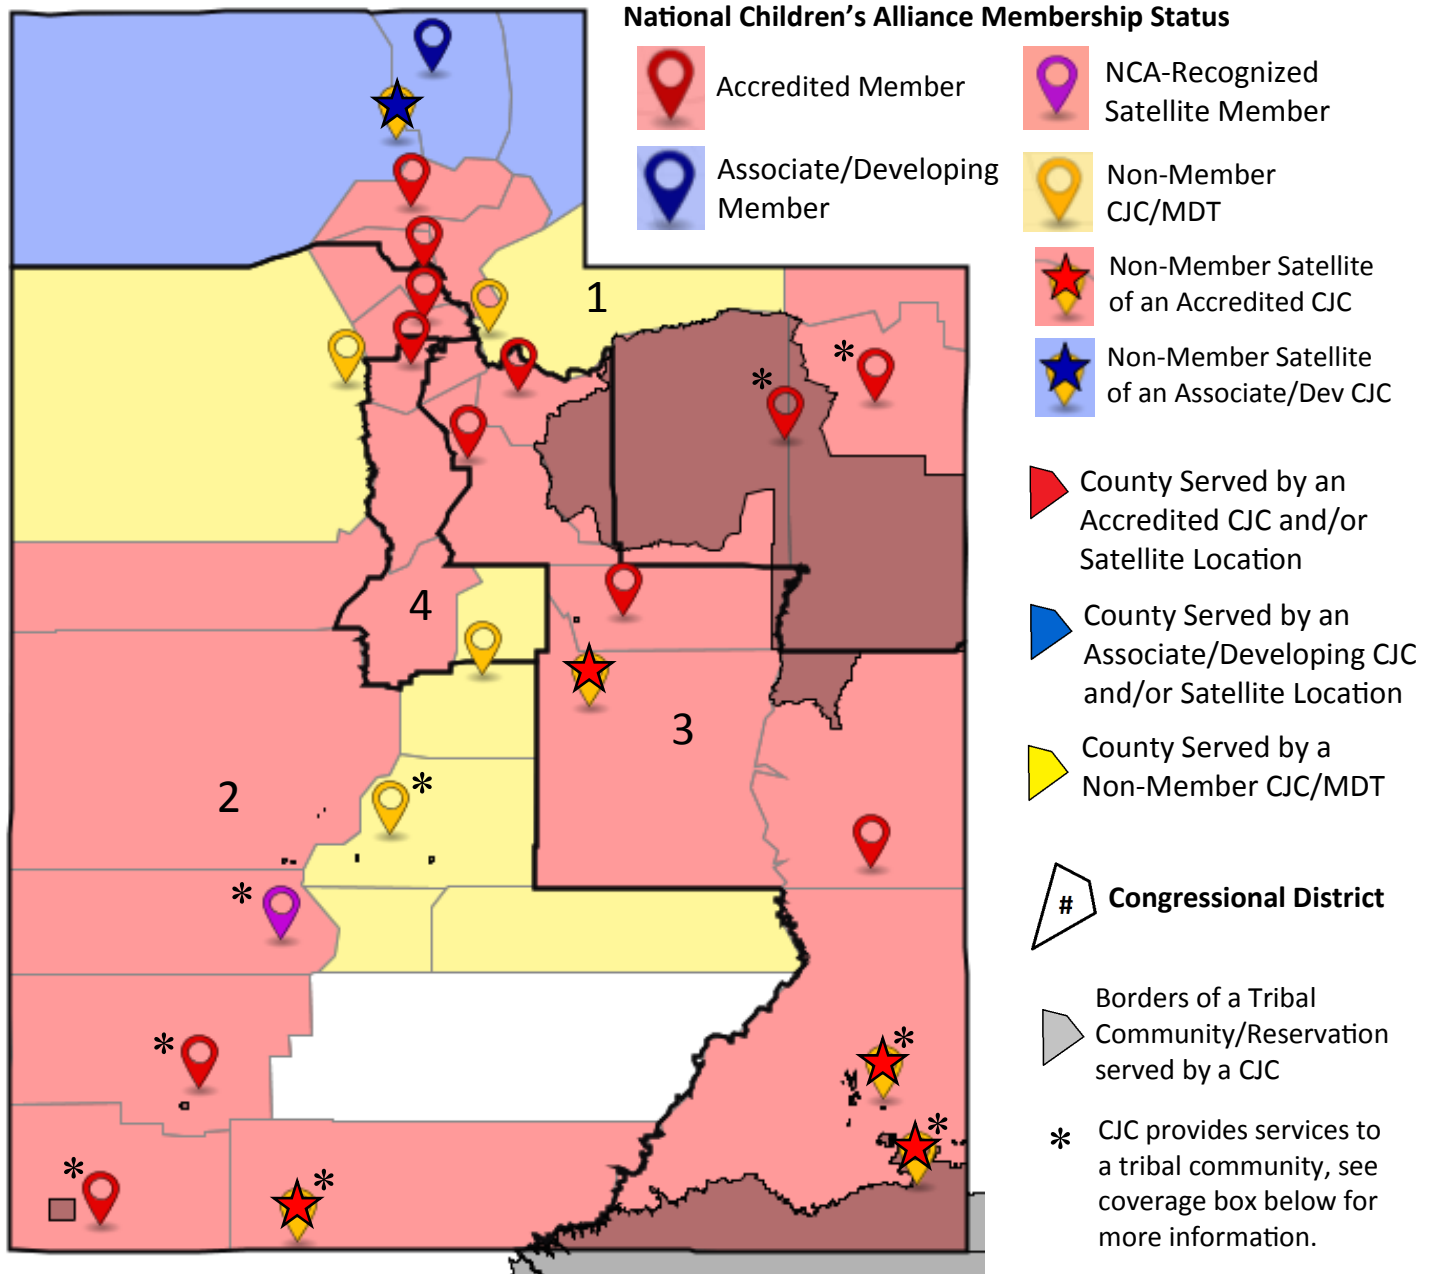 National Children's Alliance Membership Status
Accredited Member
NCA-Recognized
Satellite Member
Associate/Developing
Member
Non-Member
CJC/MDT
Non-Member Satellite
of an Accredited CJC
Non-Member Satellite
of an Associate/Dev CJC
County Served by an
Accredited CJC and/or
Satellite Location
County Served by an
Associate/Developing CJC
and/or Satellite Location
County Served by a
Non-Member CJC/MDT
#
Congressional District
Borders of a Tribal
Community/Reservation
served by a CJC
*
CJC provides services to
a tribal community, see
coverage box below for
more information.
1
*
*
4
3
*
2
*
*
*
*
*
*